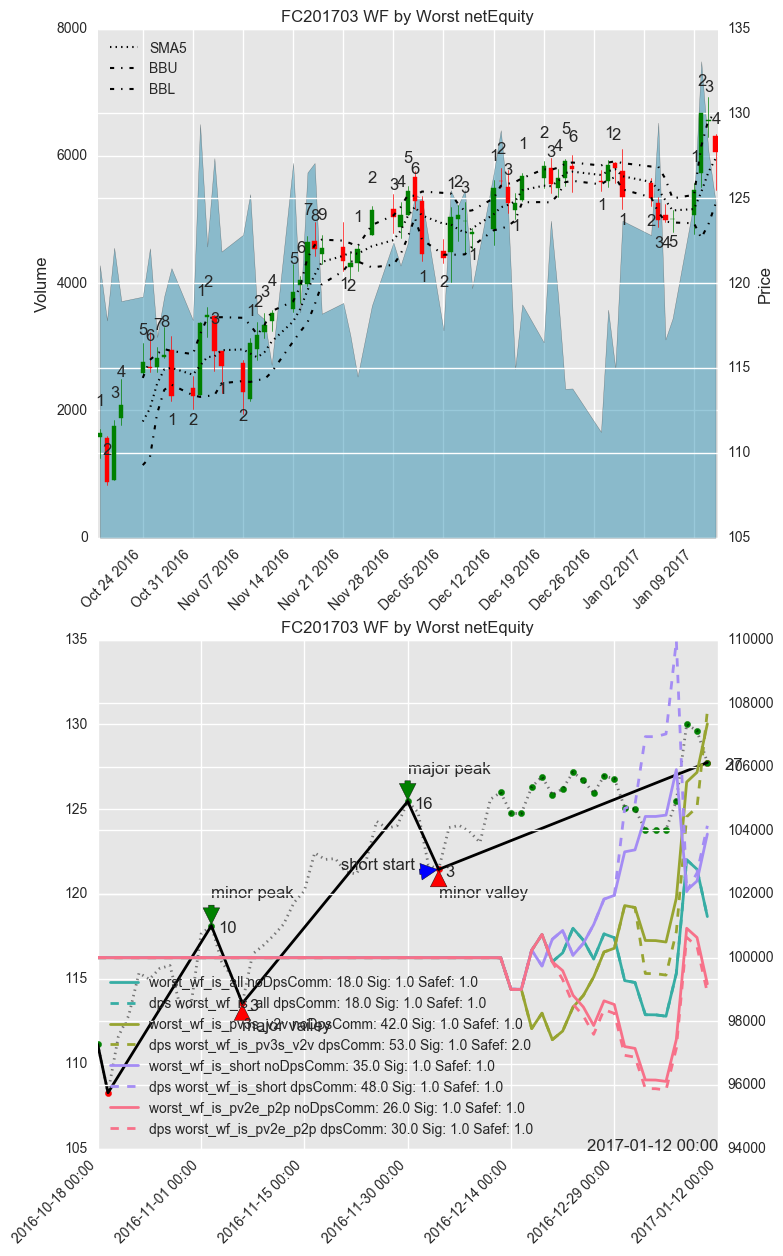 FC201703 WF by Worst netEquity
SMA5
BBU
BBL
Volume
8000
6000
4000
2000
0
Price
135
130
125
120
115
110
105
Oct 24 2016
Oct 31 2016
Nov 07 2016
Nov 14 2016
Nov 21 2016
Nov 28 2016
Dec 05 2016
Dec 12 2016
Dec 19 2016
Dec 26 2016
Jan 02 2017
Jan 09 2017
FC201703 WF by Worst netEquity
135
130
125
120
115
110
105
110000
108000
106000
104000
102000
100000
98000
96000
94000
major peak
16
27
short start
3
minor valley
minor peak
10
3
major valley
worst_wf_is_all noDpsComm: 18.0 Sig: 1.0 Safef: 1.0
dps worst_wf_is_all dpsComm: 18.0 Sig: 1.0 Safef: 1.0
worst_wf_is_pv3s_v2v noDpsComm: 42.0 Sig: 1.0 Safef: 1.0
dps worst_wf_is_pv3s_v2v dpsComm: 53.0 Sig: 1.0 Safef: 2.0
worst_wf_is_short noDpsComm: 35.0 Sig: 1.0 Safef: 1.0
dps worst_wf_is_short dpsComm: 48.0 Sig: 1.0 Safef: 1.0
worst_wf_is_pv2e_p2p noDpsComm: 26.0 Sig: 1.0 Safef: 1.0
dps worst_wf_is_pv2e_p2p dpsComm: 30.0 Sig: 1.0 Safef: 1.0
2017-01-12 00:00
2016-10-18 00:00
2016-11-01 00:00
2016-11-15 00:00
2016-11-30 00:00
2016-12-14 00:00
2016-12-29 00:00
2017-01-12 00:00